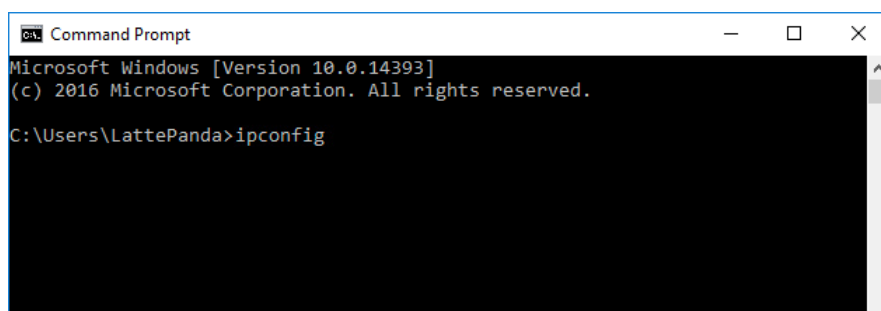 Command Prompt
Microsoft Windows [Version 10.0.14393]
(c) 2016 Microsoft Corporation. All rights reserved.
C:\Users\LattePanda>ipconfig